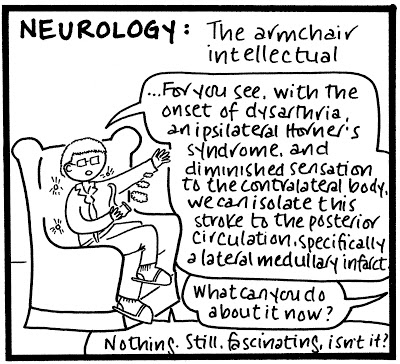 NEUROLOGY: The armchair
intellectual
...For you see, with the
onset of dysarthria,
an ipsilateral Horner's
syndrome, and
diminished sensation
to the contralateral body,
we can isolate this
stroke to the posterior
circulation, specifically
a lateral medullary infarct.
What can you do
about it now?
Nothing. Still, fascinating, isn't it?